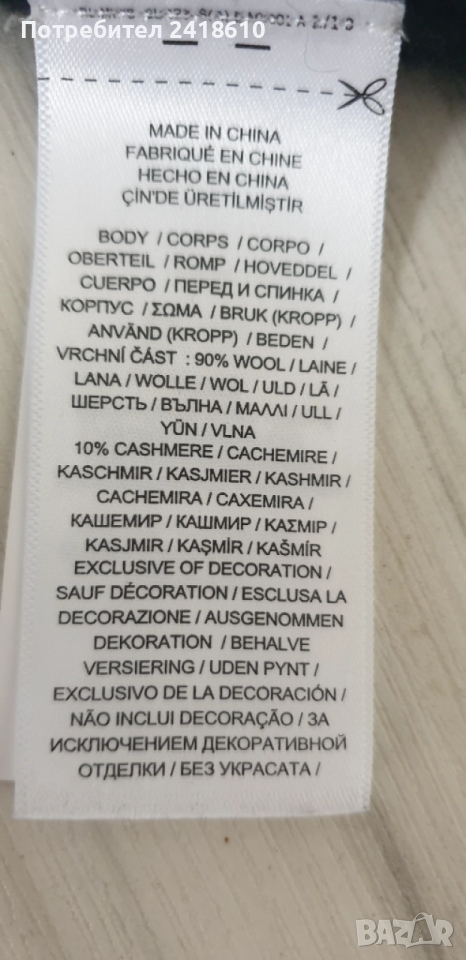 Потребител 2418610
MADE IN CHINA
FABRIQUÉ EN CHINE
HECHO EN CHINA
ÇİN'DE ÜRETİLMİŞTİR
BODY / CORPS / CORPO /
OBERTEIL / ROMP / HOVEDDEL /
CUERPO / ПЕРЕД И СПИНКА /
КОРПУС / ΣΩΜΑ / BRUK (KROPP) /
ANVÄND (KROPP) / BEDEN /
VRCHNÍ ČÁST : 90% WOOL / LAINE /
LANA / WOLLE / WOL / ULD / LÃ /
ШЕРСТЬ / ВЪЛНА / ΜΑΛΛΙ / ULL /
YÜN / VLNA
10% CASHMERE / CACHEMIRE /
KASCHMIR / KASJMIER / KASHMIR /
CACHEMIRA / CAXEMIRA /
КАШЕМИР / КАШМИР / ΚΑΣΜΙΡ /
KASJMIR / KAŞMİR / KAŠMÍR
EXCLUSIVE OF DECORATION /
SAUF DÉCORATION / ESCLUSA LA
DECORAZIONE / AUSGENOMMEN
DEKORATION / BEHALVE
VERSIERING / UDEN PYNT /
EXCLUSIVO DE LA DECORACIÓN /
NÃO INCLUI DECORAÇÃO / ЗА
ИСКЛЮЧЕНИЕМ ДЕКОРАТИВНОЙ
ОТДЕЛКИ / БЕЗ УКРАСАТА /
BAZAR